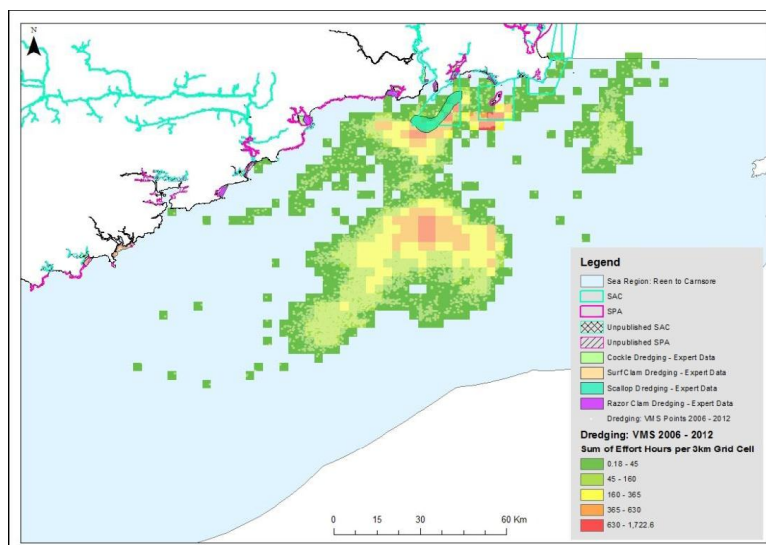 N
Legend
Sea Region: Reen to Carnsore
SAC
SPA
Unpublished SAC
Unpublished SPA
Cockle Dredging - Expert Data
Surf Clam Dredging - Expert Data
Scallop Dredging - Expert Data
Razor Clam Dredging - Expert Data
Dredging: VMS Points 2006 - 2012
Dredging: VMS 2006 - 2012
Sum of Effort Hours per 3km Grid Cell
0.18 - 45
45 - 160
160 - 365
365 - 630
630 - 1,722.6
0 15 30 60 Km